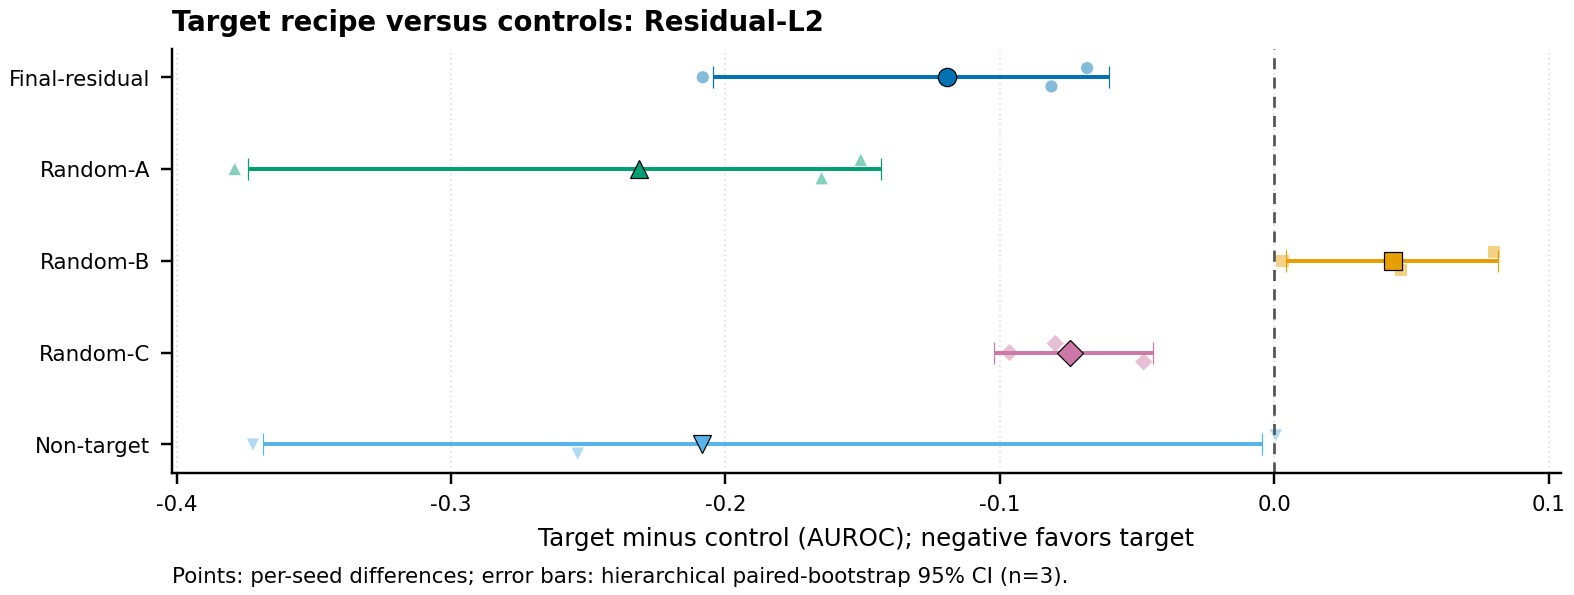 Target recipe versus controls: Residual-L2
Final-residual
Random-A
Random-B
Random-C
Non-target
-0.4 -0.3 -0.2 -0.1 0.0 0.1
Target minus control (AUROC); negative favors target
Points: per-seed differences; error bars: hierarchical paired-bootstrap 95% CI (n=3).